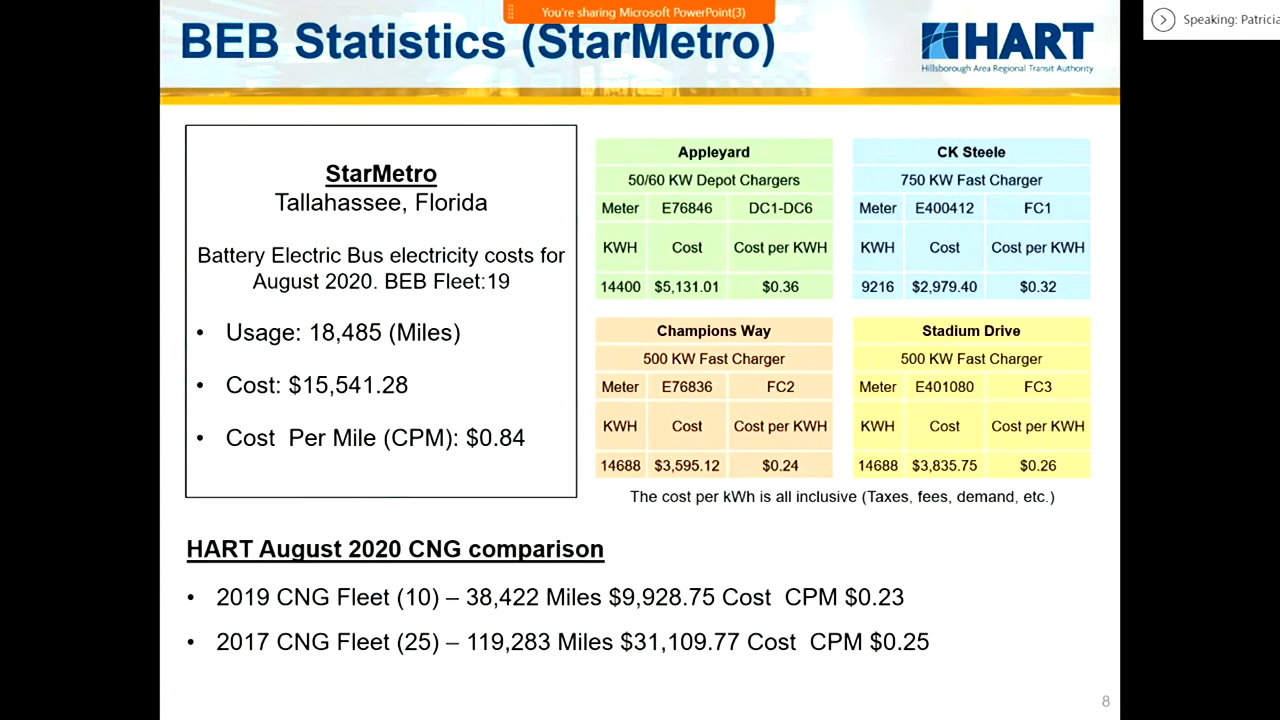 You're sharing Microsoft PowerPoint(3)
Speaking: Patricia
BEB Statistics (StarMetro)
HART
Hillsborough Area Regional Transit Authority
StarMetro
Tallahassee, Florida
Battery Electric Bus electricity costs for
August 2020. BEB Fleet:19
• Usage: 18,485 (Miles)
• Cost: $15,541.28
• Cost Per Mile (CPM): $0.84
Appleyard
50/60 KW Depot Chargers
Meter E76846 DC1-DC6
KWH Cost Cost per KWH
14400 $5,131.01 $0.36
CK Steele
750 KW Fast Charger
Meter E400412 FC1
KWH Cost Cost per KWH
9216 $2,979.40 $0.32
Champions Way
500 KW Fast Charger
Meter E76836 FC2
KWH Cost Cost per KWH
14688 $3,595.12 $0.24
Stadium Drive
500 KW Fast Charger
Meter E401080 FC3
KWH Cost Cost per KWH
14688 $3,835.75 $0.26
The cost per kWh is all inclusive (Taxes, fees, demand, etc.)
HART August 2020 CNG comparison
• 2019 CNG Fleet (10) – 38,422 Miles $9,928.75 Cost CPM $0.23
• 2017 CNG Fleet (25) – 119,283 Miles $31,109.77 Cost CPM $0.25
8